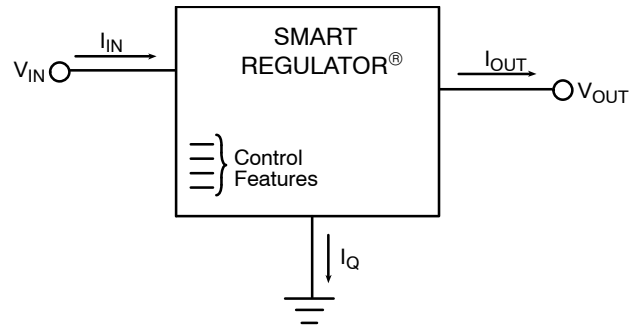 SMART
REGULATOR®
I_IN
V_IN
I_OUT
V_OUT
Control
Features
I_Q